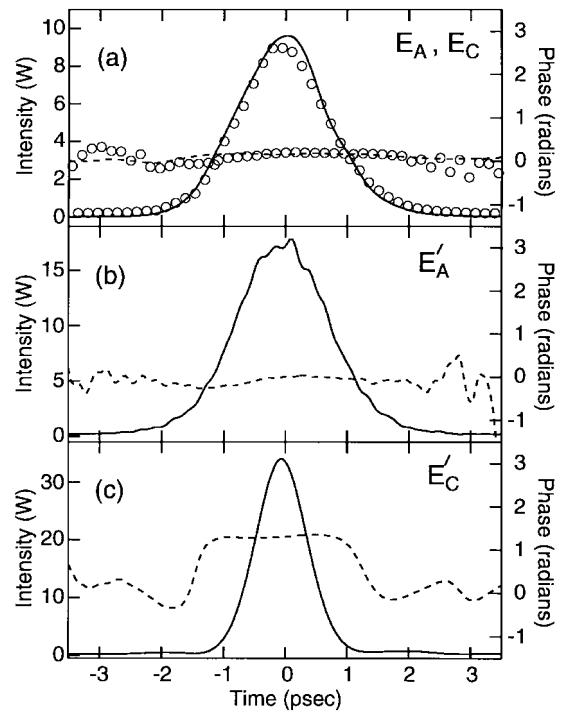 (a)
E_A , E_C
Intensity (W)
10
8
6
4
2
0
Phase (radians)
3
2
1
0
-1
(b)
E_A′
Intensity (W)
15
10
5
0
Phase (radians)
3
2
1
0
-1
(c)
E_C′
Intensity (W)
30
20
10
0
Phase (radians)
3
2
1
0
-1
-3 -2 -1 0 1 2 3
Time (psec)